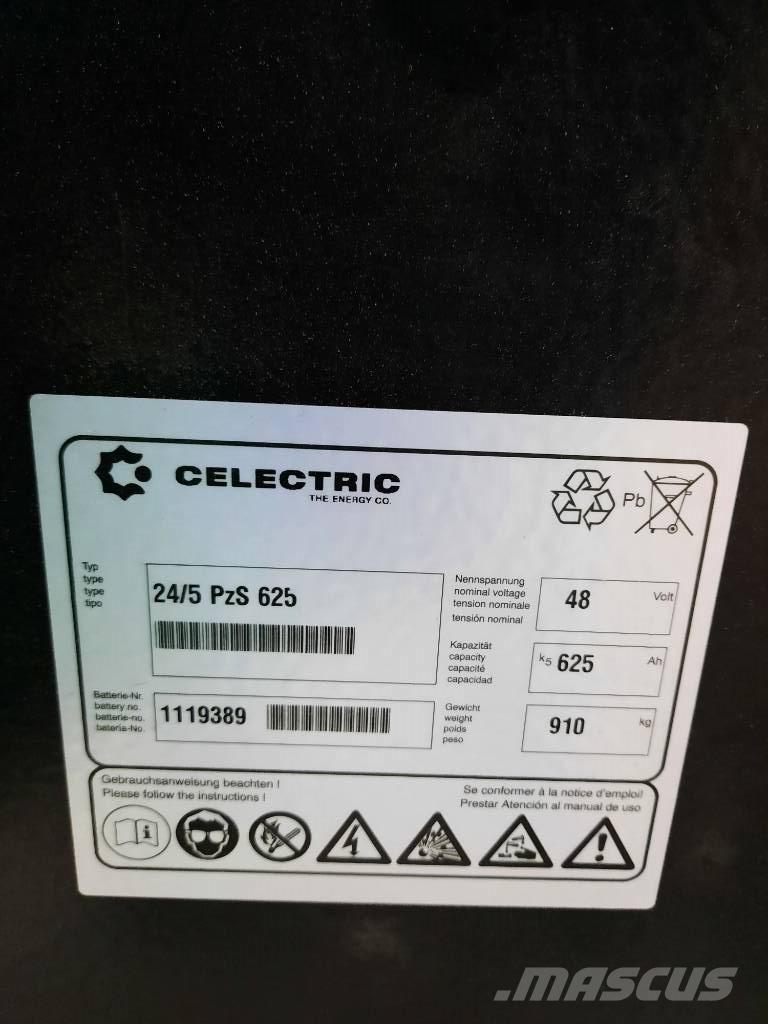 CELECTRIC
THE ENERGY CO.
Pb
Typ
type
type
tipo
24/5 PzS 625
Nennspannung
nominal voltage
tension nominale
tensión nominal
48 Volt
Kapazität
capacity
capacité
capacidad
k5 625 Ah
Batterie-Nr.
battery no.
batterie-no.
batería-No.
1119389
Gewicht
weight
poids
peso
910 kg
Gebrauchsanweisung beachten !
Please follow the instructions !
Se conformer à la notice d'emploi!
Prestar Atención al manual de uso
MASCUS